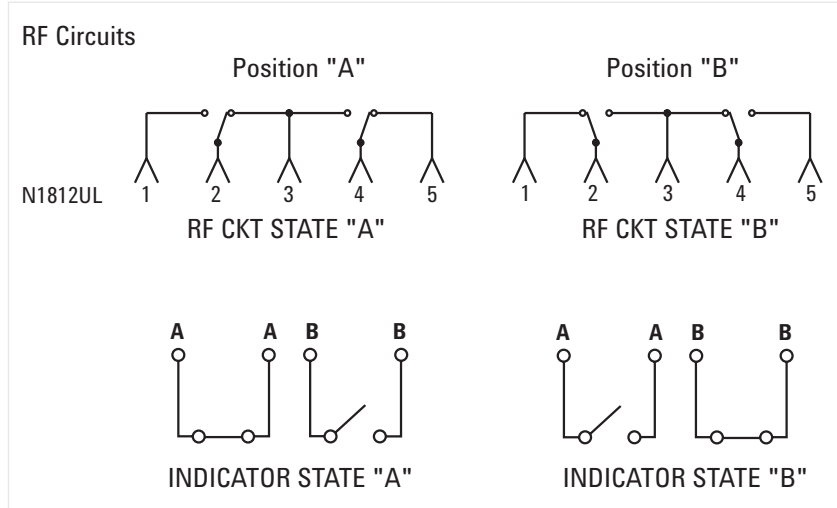 RF Circuits
Position "A" Position "B"
N1812UL 1 2 3 4 5 1 2 3 4 5
RF CKT STATE "A" RF CKT STATE "B"
A A B B A A B B
INDICATOR STATE "A" INDICATOR STATE "B"